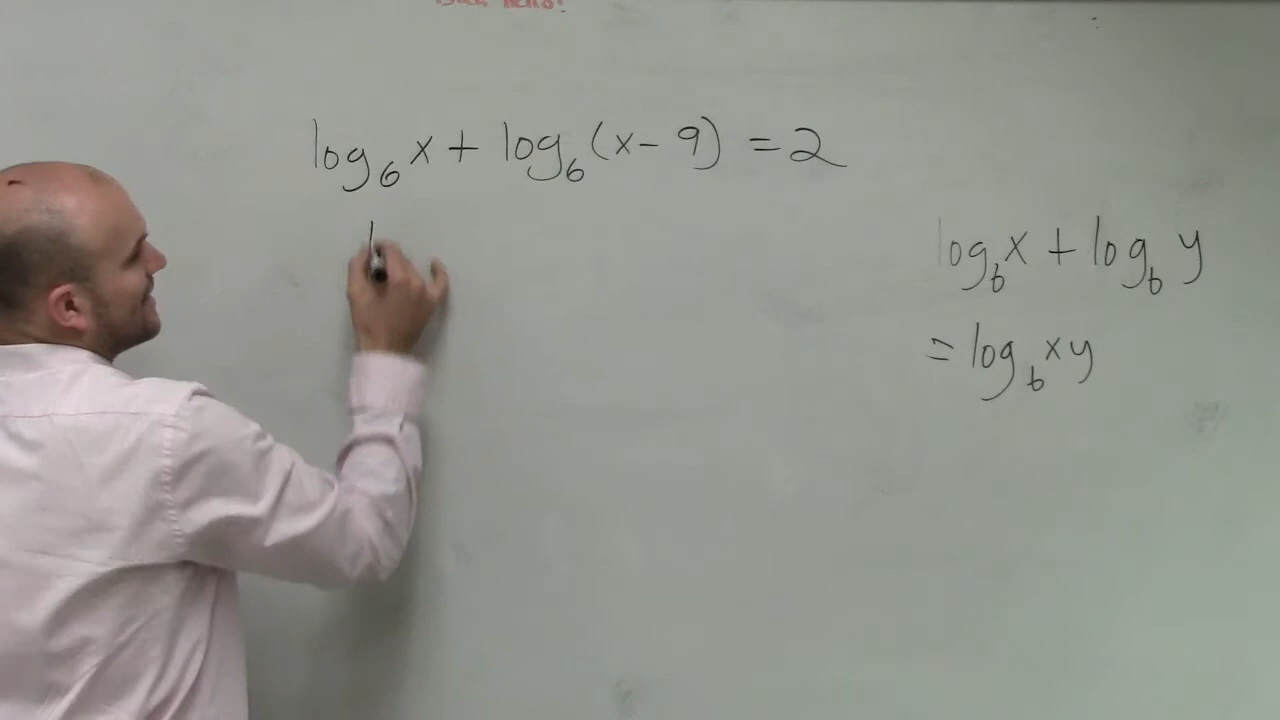 log₆ x + log₆ (x - 9) = 2
l
log_b x + log_b y
= log_b xy